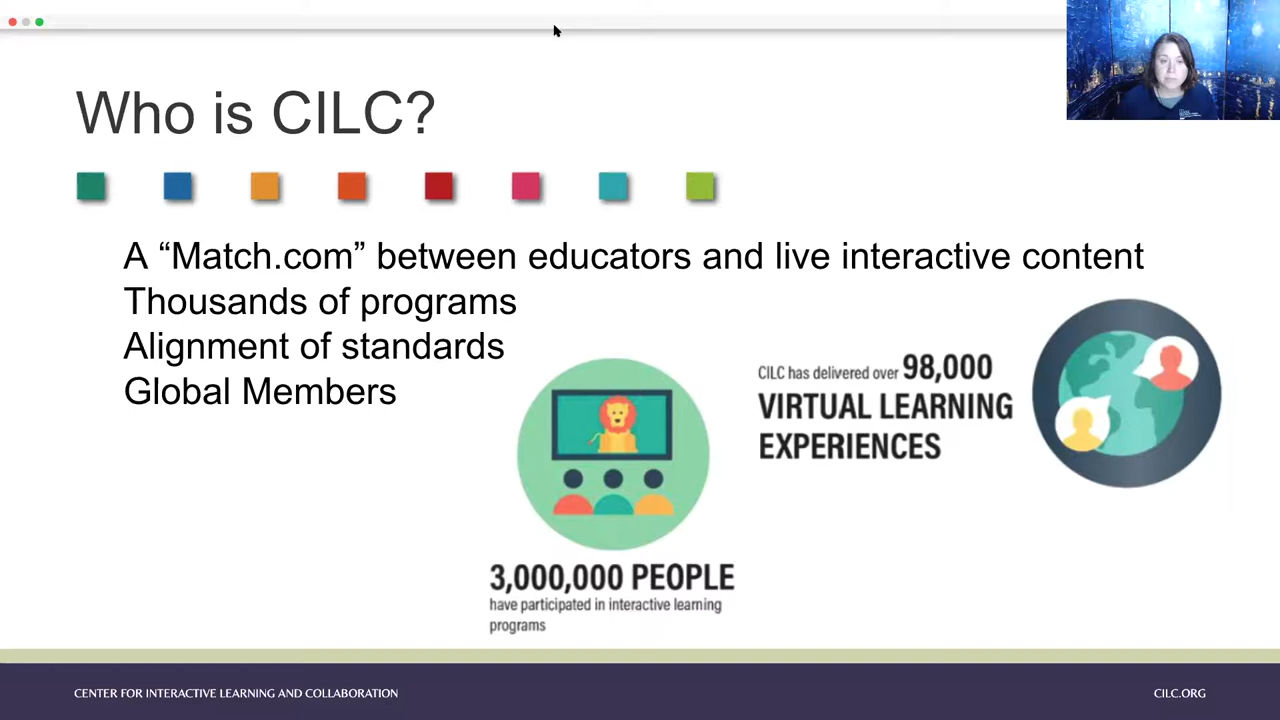 Who is CILC?
A “Match.com” between educators and live interactive content
Thousands of programs
Alignment of standards
Global Members
CILC has delivered over 98,000
VIRTUAL LEARNING
EXPERIENCES
3,000,000 PEOPLE
have participated in interactive learning
programs
CENTER FOR INTERACTIVE LEARNING AND COLLABORATION
CILC.ORG